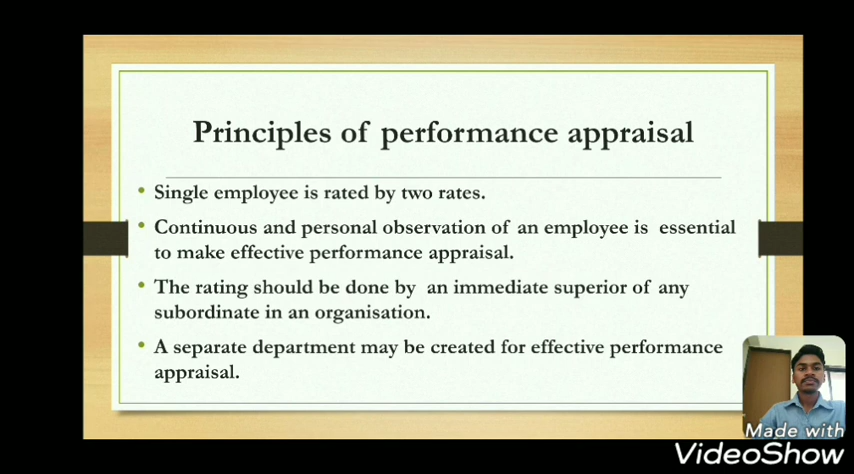 Principles of performance appraisal
• Single employee is rated by two rates.
• Continuous and personal observation of an employee is essential
to make effective performance appraisal.
• The rating should be done by an immediate superior of any
subordinate in an organisation.
• A separate department may be created for effective performance
appraisal.
Made with
VideoShow